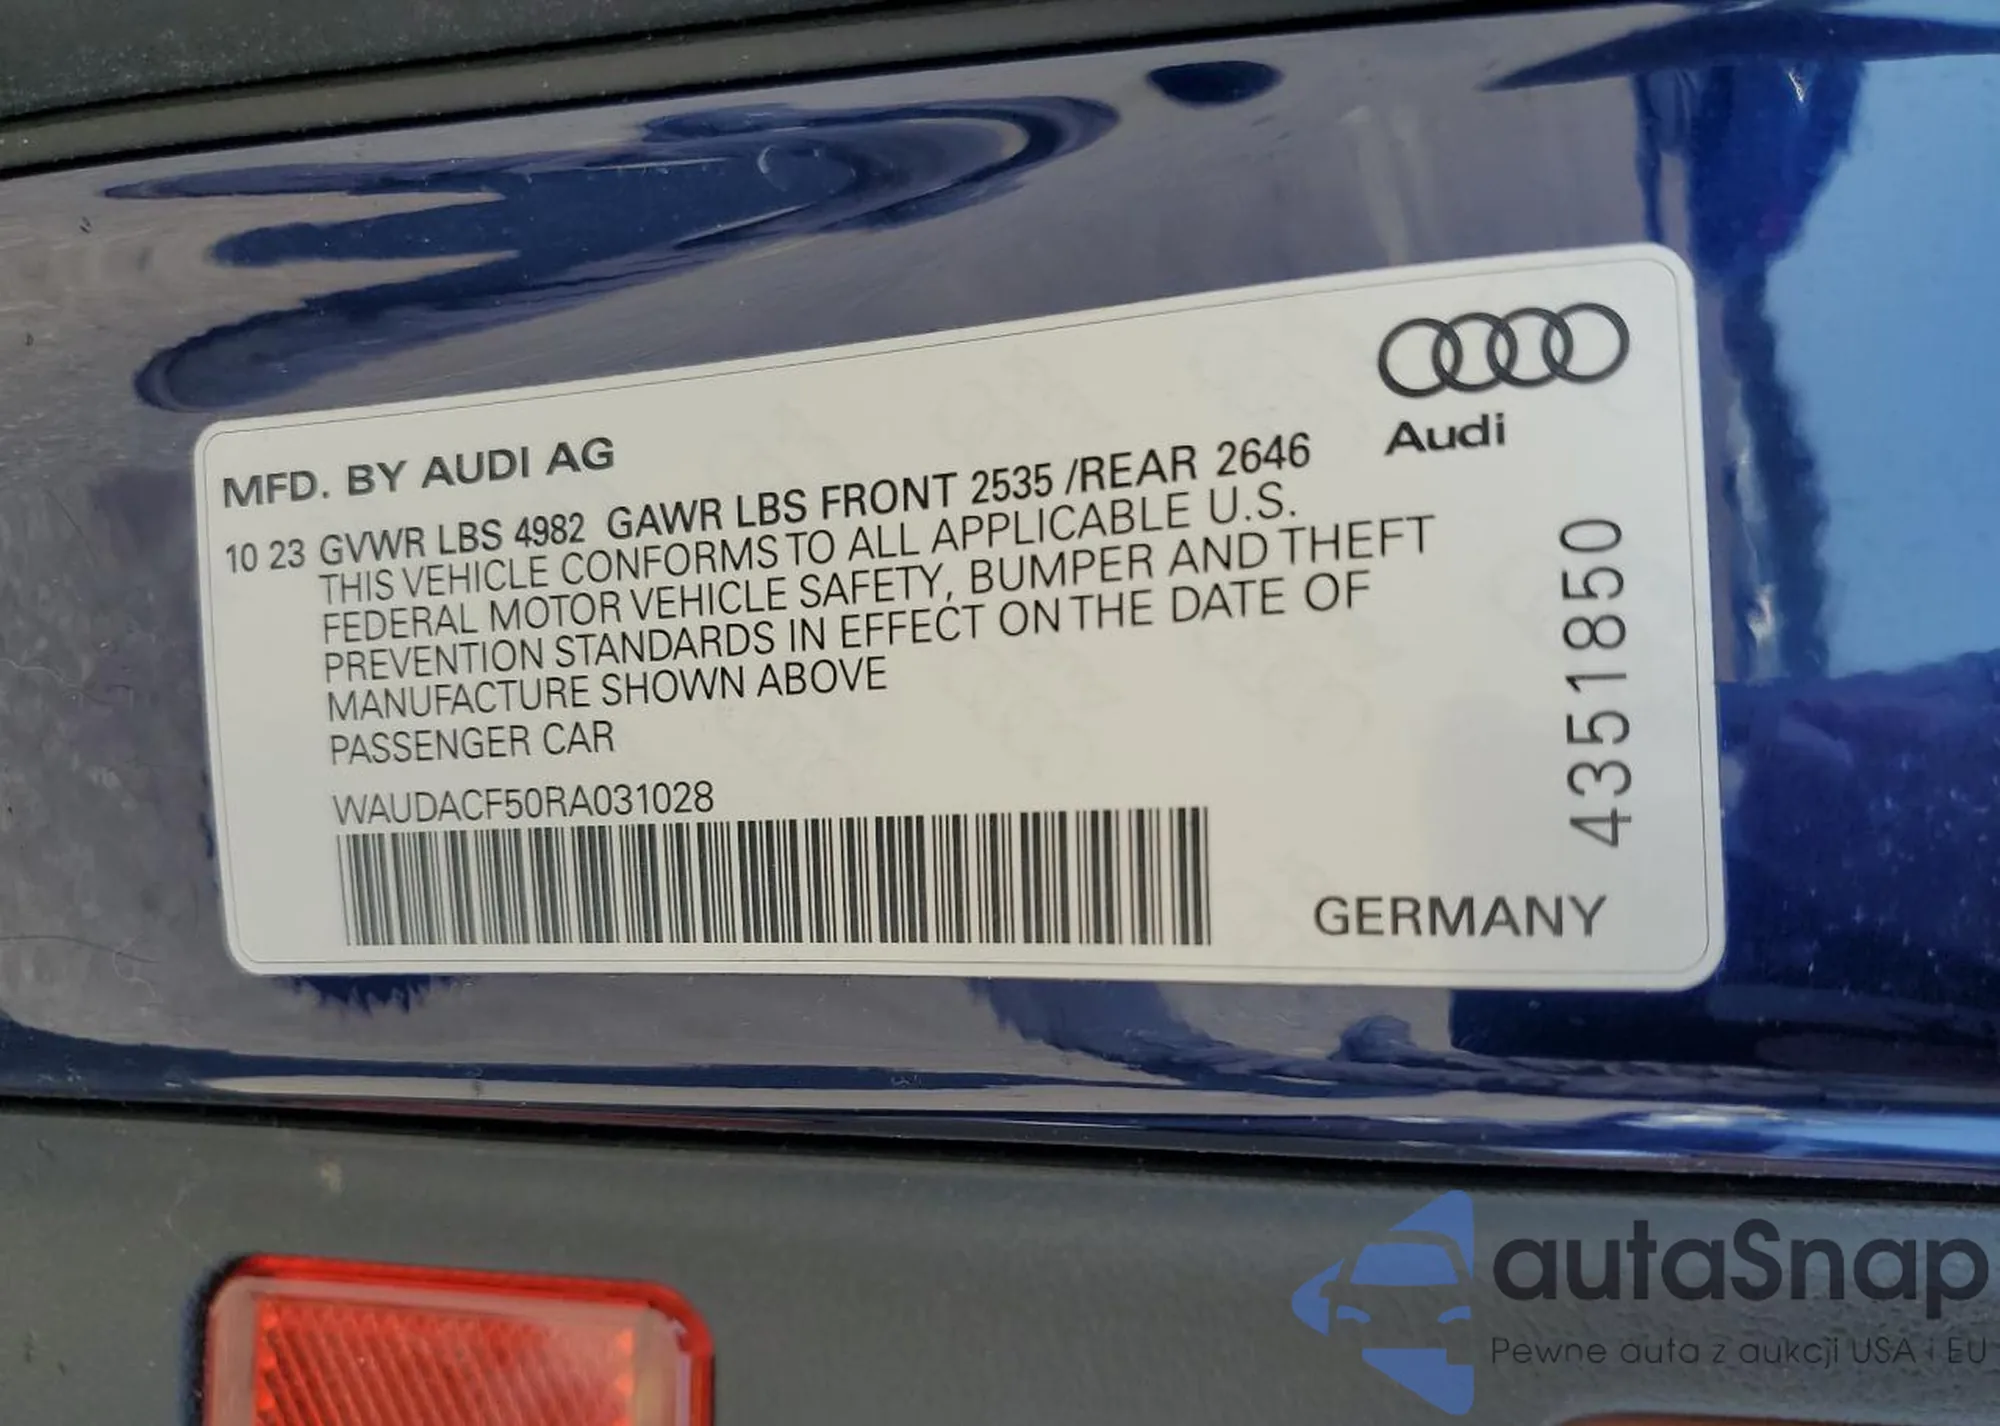 MFD. BY AUDI AG
10 23 GVWR LBS 4982 GAWR LBS FRONT 2535 /REAR 2646
THIS VEHICLE CONFORMS TO ALL APPLICABLE U.S.
FEDERAL MOTOR VEHICLE SAFETY, BUMPER AND THEFT
PREVENTION STANDARDS IN EFFECT ON THE DATE OF
MANUFACTURE SHOWN ABOVE
PASSENGER CAR
WAUDACF50RA031028
Audi
4351850
GERMANY
autaSnap
Pewne auta z aukcji USA i EU